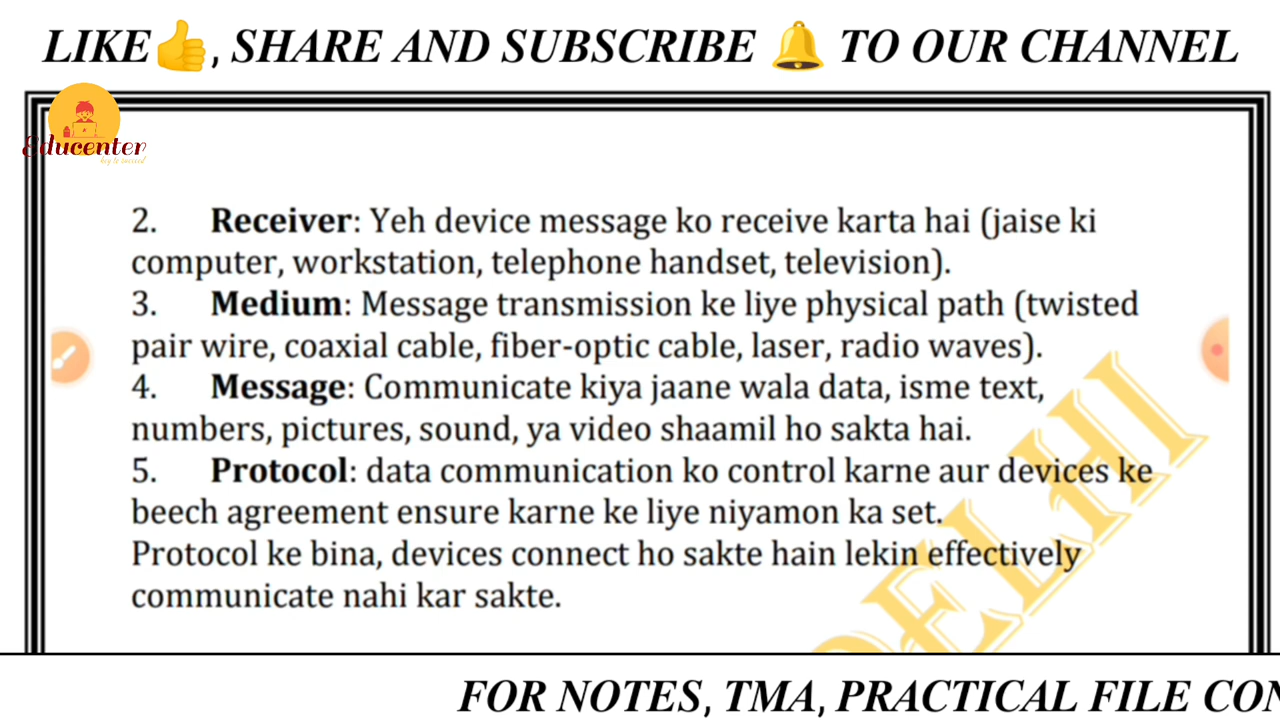 LIKE👍, SHARE AND SUBSCRIBE 🔔 TO OUR CHANNEL
Educenter
key to success!
2. Receiver: Yeh device message ko receive karta hai (jaise ki
computer, workstation, telephone handset, television).
3. Medium: Message transmission ke liye physical path (twisted
pair wire, coaxial cable, fiber-optic cable, laser, radio waves).
4. Message: Communicate kiya jaane wala data, isme text,
numbers, pictures, sound, ya video shaamil ho sakta hai.
5. Protocol: data communication ko control karne aur devices ke
beech agreement ensure karne ke liye niyamon ka set.
Protocol ke bina, devices connect ho sakte hain lekin effectively
communicate nahi kar sakte.
DELHI
FOR NOTES, TMA, PRACTICAL FILE CON